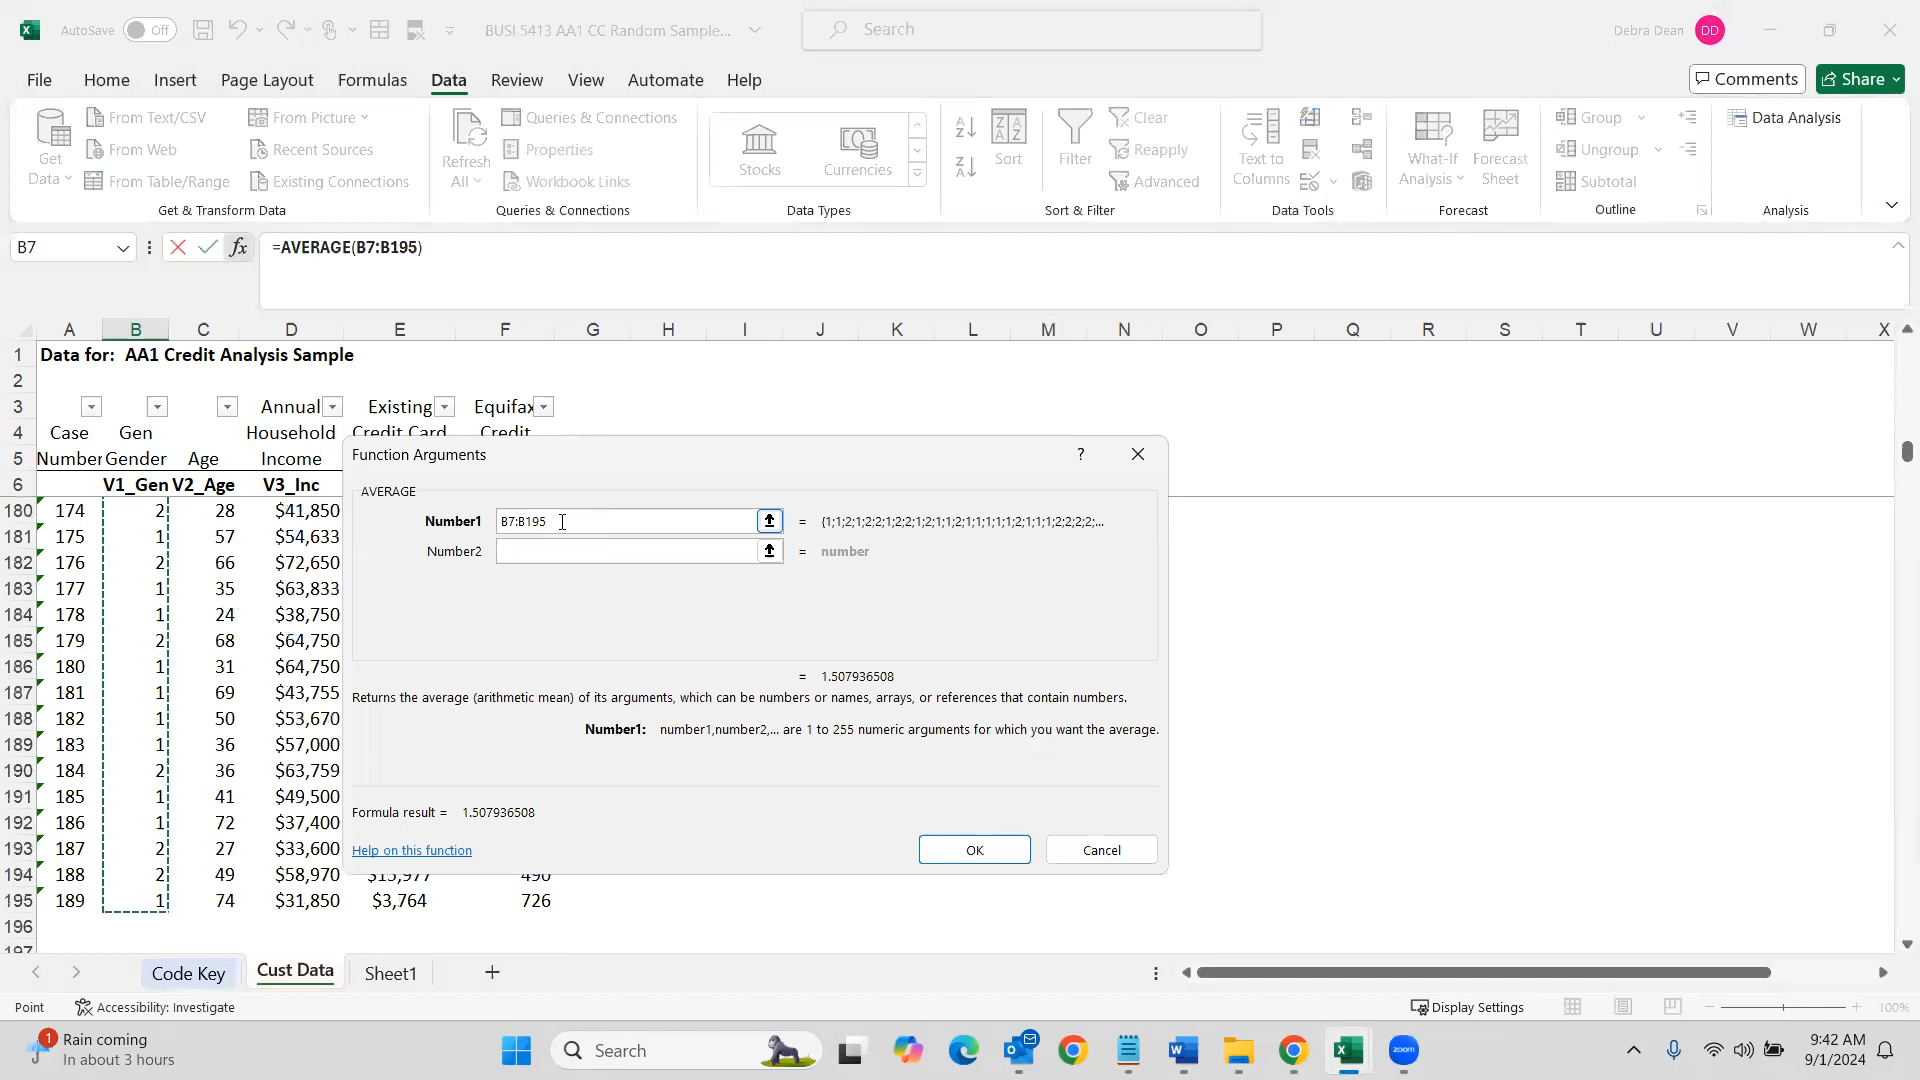 AutoSave Off BUSI 5413 AA1 CC Random Sample... Search Debra Dean DD
File Home Insert Page Layout Formulas Data Review View Automate Help Comments Share
Get Data
From Text/CSV
From Web
From Table/Range
From Picture
Recent Sources
Existing Connections
Get & Transform Data
Refresh All
Queries & Connections
Properties
Workbook Links
Queries & Connections
Stocks
Currencies
Data Types
Sort
Filter
Clear
Reapply
Advanced
Sort & Filter
Text to Columns
Data Tools
What-If Analysis
Forecast Sheet
Forecast
Group
Ungroup
Subtotal
Outline
Data Analysis
Analysis
B7 fx =AVERAGE(B7:B195)
A B C D E F G H I J K L M N O P Q R S T U V W X
1 Data for: AA1 Credit Analysis Sample
2
3 Annual Existing Equifax
4 Case Gen Household Credit Card Credit
5 Number Gender Age Income
6 V1_Gen V2_Age V3_Inc
180 174 2 28 $41,850
181 175 1 57 $54,633
182 176 2 66 $72,650
183 177 1 35 $63,833
184 178 1 24 $38,750
185 179 2 68 $64,750
186 180 1 31 $64,750
187 181 1 69 $43,755
188 182 1 50 $53,670
189 183 1 36 $57,000
190 184 2 36 $63,759
191 185 1 41 $49,500
192 186 1 72 $37,400
193 187 2 27 $33,600
194 188 2 49 $58,970 $15,977 490
195 189 1 74 $31,850 $3,764 726
196
197
Function Arguments ?
AVERAGE
Number1 B7:B195 = {1;1;2;1;2;2;1;2;2;1;2;1;1;2;1;1;1;1;1;2;1;1;1;2;2;2;2;...
Number2 = number
= 1.507936508
Returns the average (arithmetic mean) of its arguments, which can be numbers or names, arrays, or references that contain numbers.
Number1: number1,number2,... are 1 to 255 numeric arguments for which you want the average.
Formula result = 1.507936508
Help on this function OK Cancel
Code Key Cust Data Sheet1
Point Accessibility: Investigate Display Settings 100%
1 Rain coming
In about 3 hours
Search
zoom
9:42 AM
9/1/2024